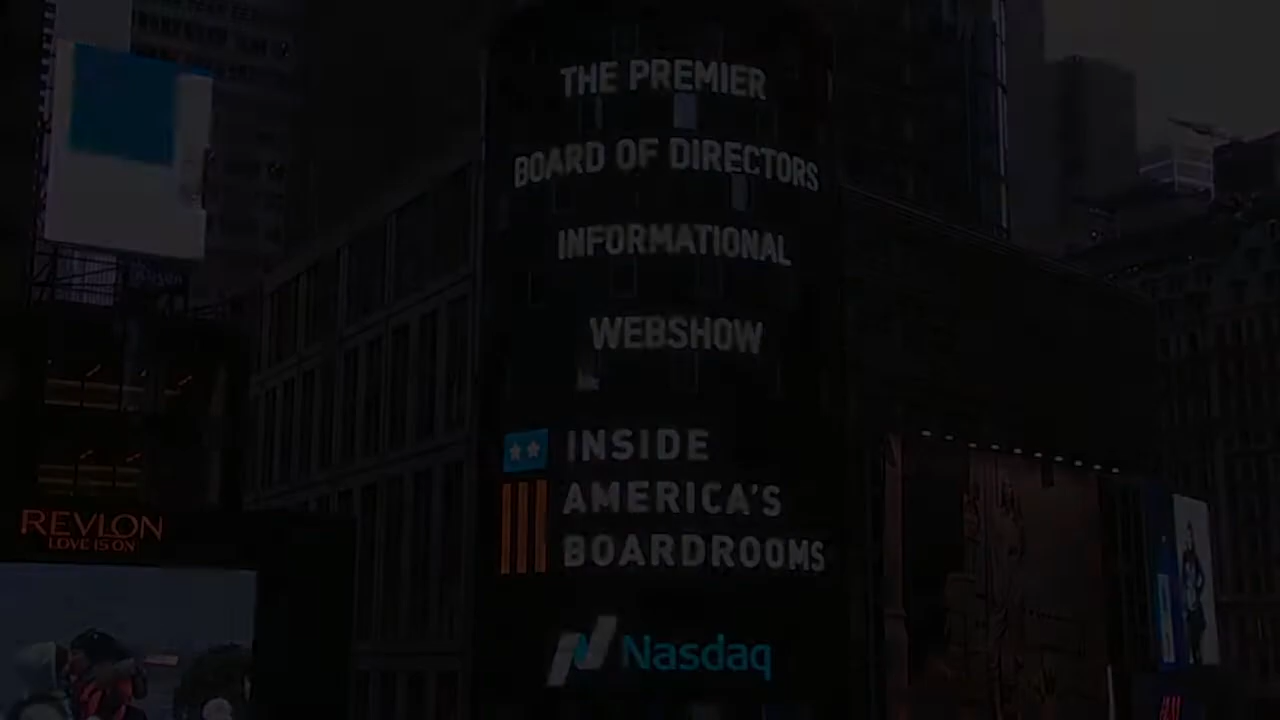 THE PREMIER
BOARD OF DIRECTORS
INFORMATIONAL
WEBSHOW
INSIDE
AMERICA'S
BOARDROOMS
Nasdaq
REVLON
LOVE IS ON